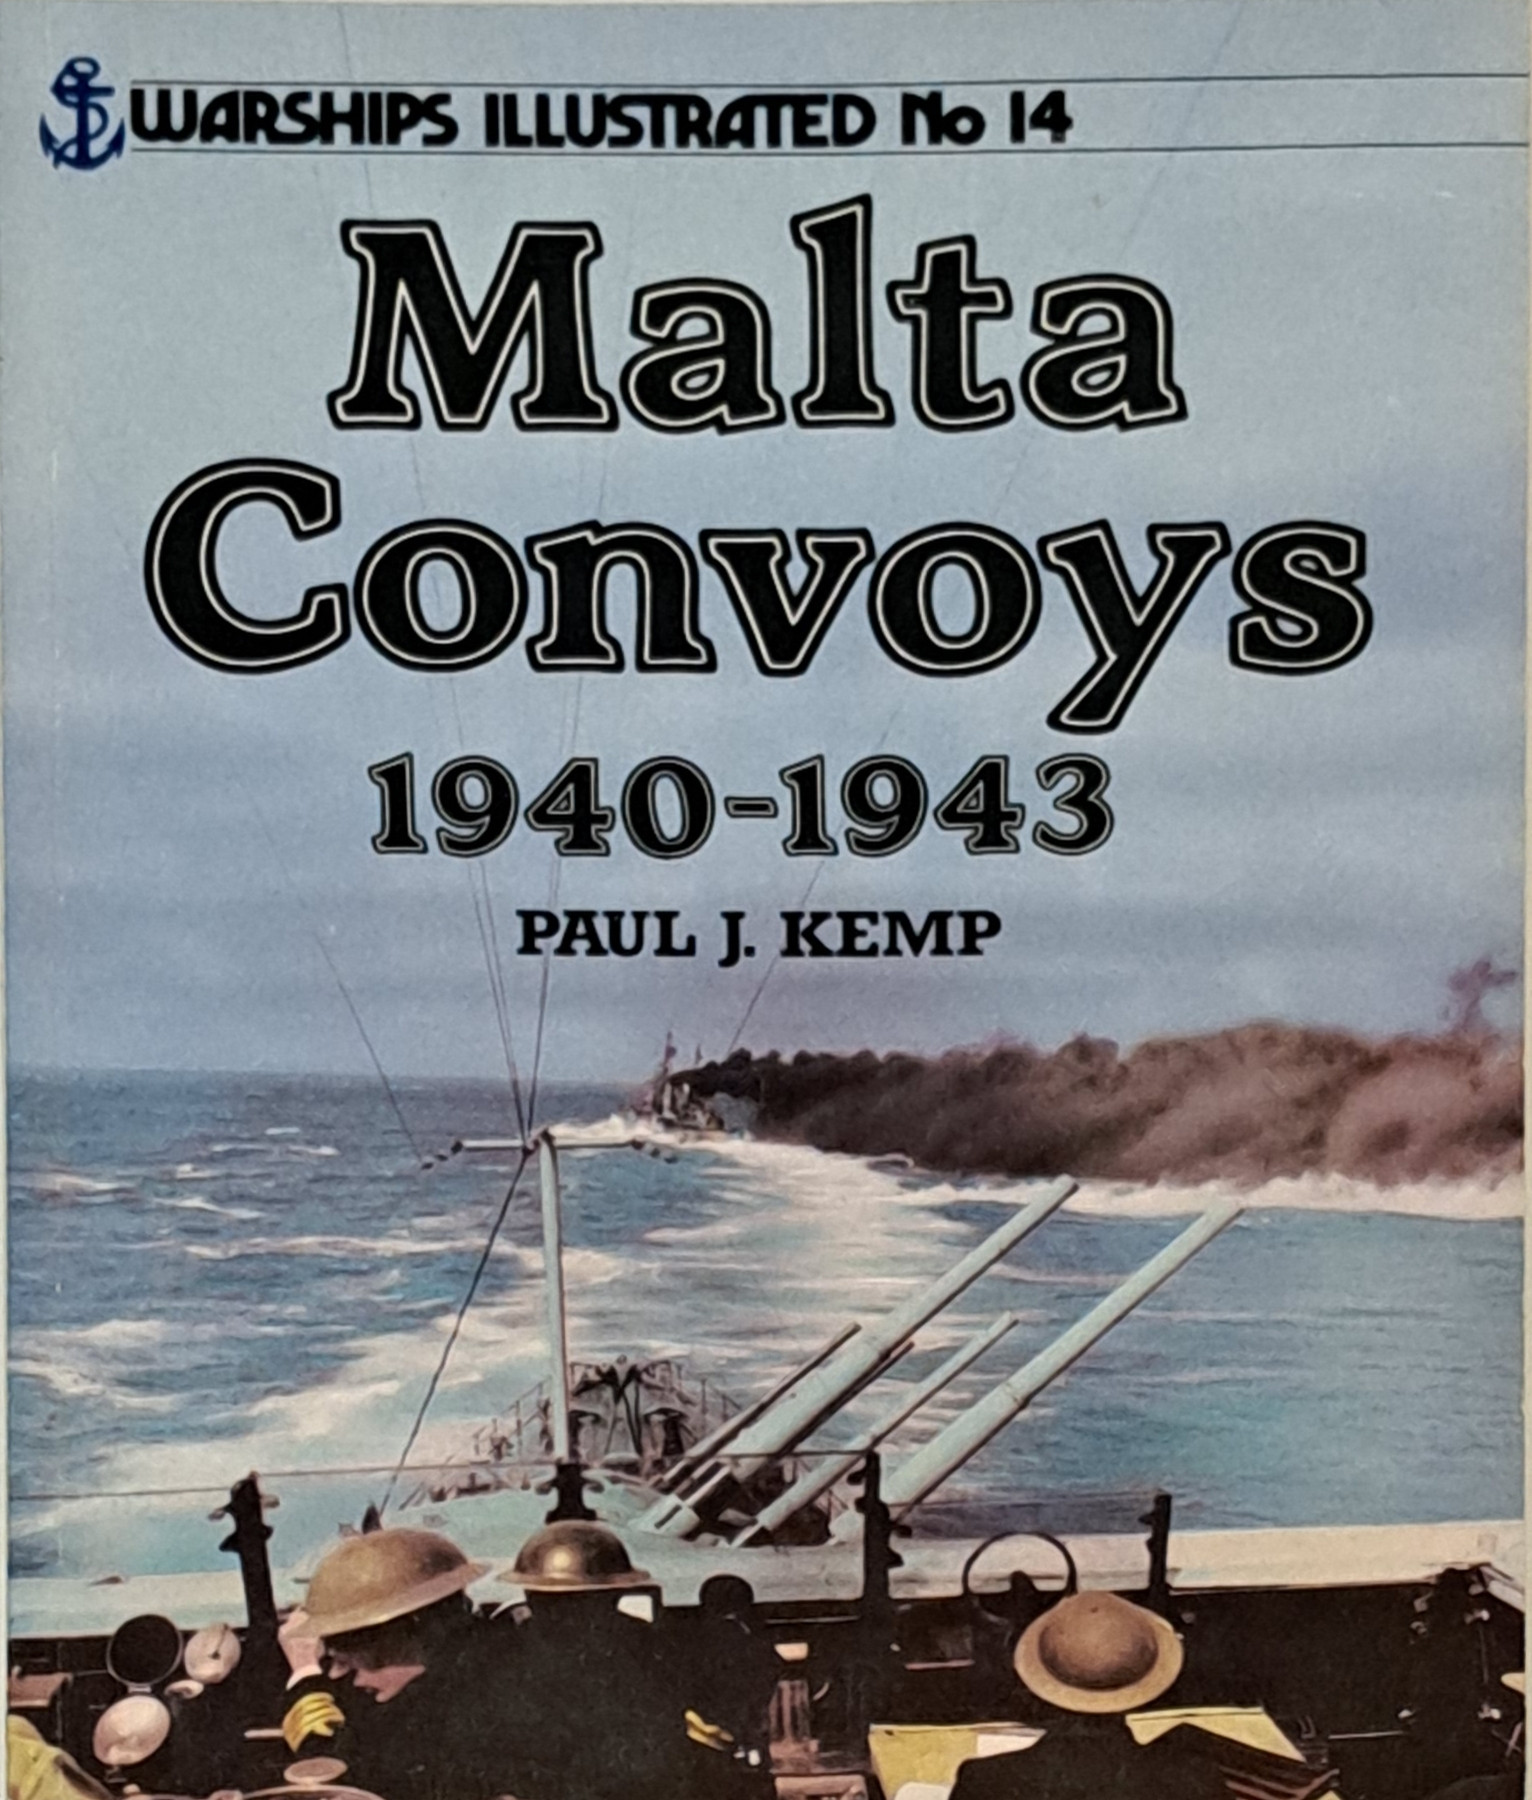 WARSHIPS ILLUSTRATED No 14
Malta
Convoys
1940-1943
PAUL J. KEMP